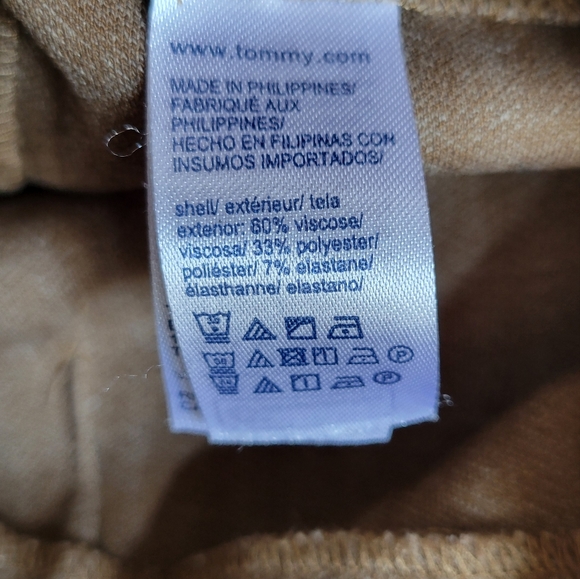 www.tommy.com
MADE IN PHILIPPINES/
FABRIQUÉ AUX
PHILIPPINES/
HECHO EN FILIPINAS CON
INSUMOS IMPORTADOS/
shell/ extérieur/ tela
exterior: 60% viscose/
viscosa/ 33% polyester/
poliéster/ 7% elastane/
élasthanne/ elastano/